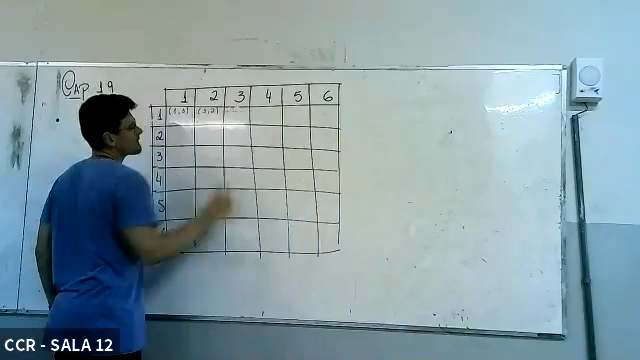 Cap 19
1 2 3 4 5 6
1 (1,1) (1,2) ...
2
3
4
5
CCR - SALA 12